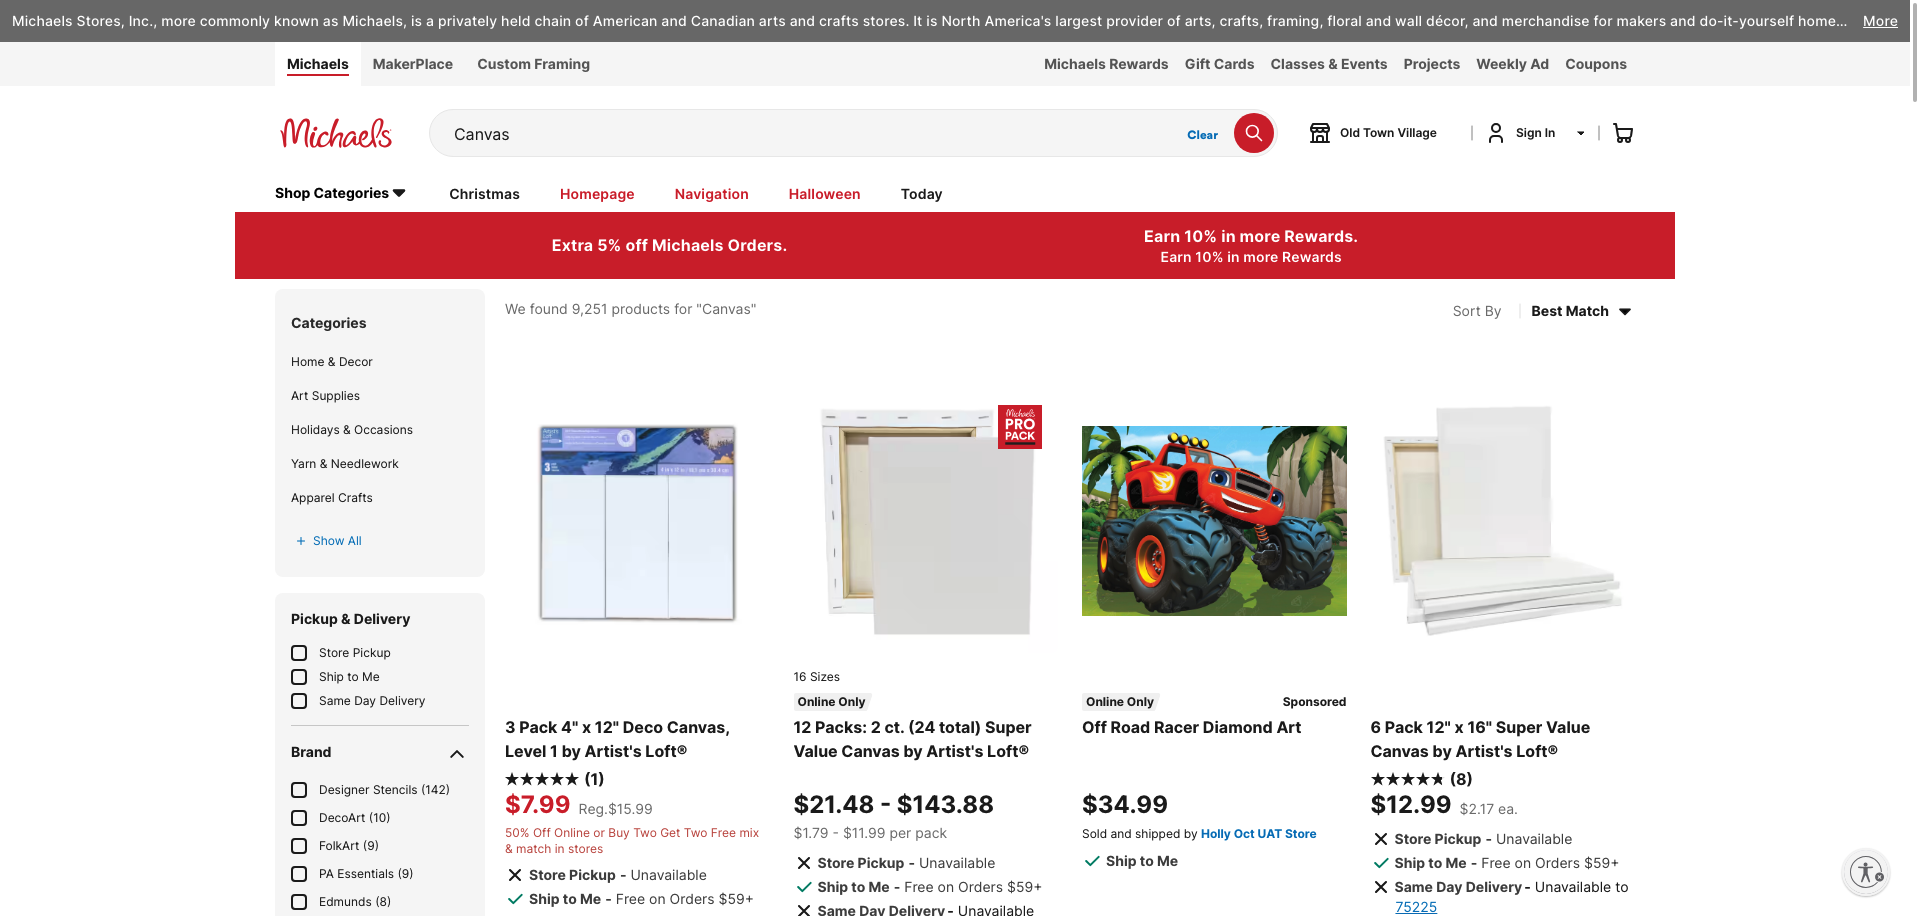 Michaels Stores, Inc., more commonly known as Michaels, is a privately held chain of American and Canadian arts and crafts stores. It is North America's largest provider of arts, crafts, framing, floral and wall décor, and merchandise for makers and do-it-yourself home... More
Michaels MakerPlace Custom Framing Michaels Rewards Gift Cards Classes & Events Projects Weekly Ad Coupons
Michaels Canvas Clear Old Town Village Sign In
Shop Categories Christmas Homepage Navigation Halloween Today
Extra 5% off Michaels Orders.
Earn 10% in more Rewards.
Earn 10% in more Rewards
Categories
Home & Decor
Art Supplies
Holidays & Occasions
Yarn & Needlework
Apparel Crafts
+ Show All
Pickup & Delivery
Store Pickup
Ship to Me
Same Day Delivery
Brand
Designer Stencils (142)
DecoArt (10)
FolkArt (9)
PA Essentials (9)
Edmunds (8)
We found 9,251 products for "Canvas"
Sort By Best Match
3 Pack 4" x 12" Deco Canvas,
Level 1 by Artist's Loft®
(1)
$7.99 Reg.$15.99
50% Off Online or Buy Two Get Two Free mix
& match in stores
Store Pickup - Unavailable
Ship to Me - Free on Orders $59+
Michaels
PRO
PACK
16 Sizes
Online Only
12 Packs: 2 ct. (24 total) Super
Value Canvas by Artist's Loft®
$21.48 - $143.88
$1.79 - $11.99 per pack
Store Pickup - Unavailable
Ship to Me - Free on Orders $59+
Same Day Delivery - Unavailable
Online Only Sponsored
Off Road Racer Diamond Art
$34.99
Sold and shipped by Holly Oct UAT Store
Ship to Me
6 Pack 12" x 16" Super Value
Canvas by Artist's Loft®
(8)
$12.99 $2.17 ea.
Store Pickup - Unavailable
Ship to Me - Free on Orders $59+
Same Day Delivery - Unavailable to
75225